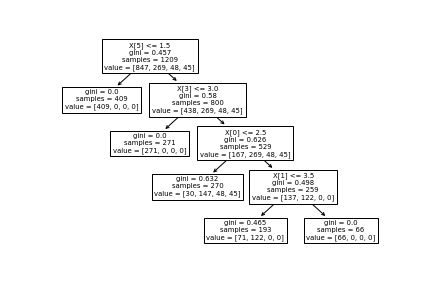 X[5] <= 1.5
gini = 0.457
samples = 1209
value = [847, 269, 48, 45]
gini = 0.0
samples = 409
value = [409, 0, 0, 0]
X[3] <= 3.0
gini = 0.58
samples = 800
value = [438, 269, 48, 45]
gini = 0.0
samples = 271
value = [271, 0, 0, 0]
X[0] <= 2.5
gini = 0.626
samples = 529
value = [167, 269, 48, 45]
gini = 0.632
samples = 270
value = [30, 147, 48, 45]
X[1] <= 3.5
gini = 0.498
samples = 259
value = [137, 122, 0, 0]
gini = 0.465
samples = 193
value = [71, 122, 0, 0]
gini = 0.0
samples = 66
value = [66, 0, 0, 0]